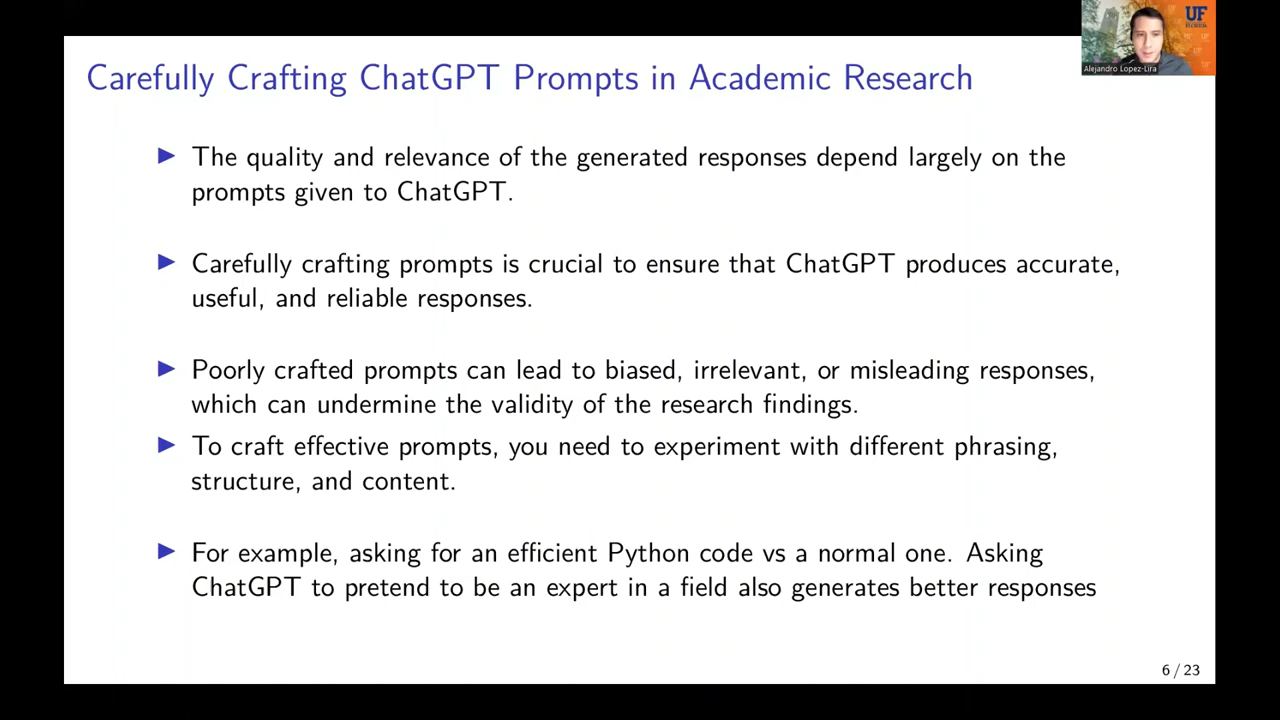 Carefully Crafting ChatGPT Prompts in Academic Research
UF
Alejandro Lopez-Lira
The quality and relevance of the generated responses depend largely on the
prompts given to ChatGPT.
Carefully crafting prompts is crucial to ensure that ChatGPT produces accurate,
useful, and reliable responses.
Poorly crafted prompts can lead to biased, irrelevant, or misleading responses,
which can undermine the validity of the research findings.
To craft effective prompts, you need to experiment with different phrasing,
structure, and content.
For example, asking for an efficient Python code vs a normal one. Asking
ChatGPT to pretend to be an expert in a field also generates better responses
6 / 23